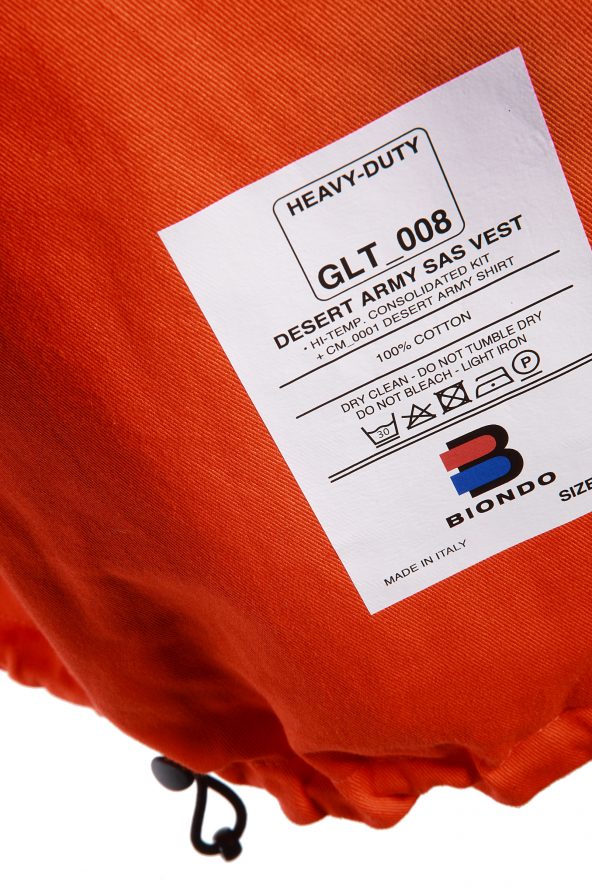 HEAVY-DUTY
GLT_008
DESERT ARMY SAS VEST
• HI-TEMP. CONSOLIDATED KIT
+ CM_0001 DESERT ARMY SHIRT
100% COTTON
DRY CLEAN - DO NOT TUMBLE DRY
DO NOT BLEACH - LIGHT IRON
30 P
BIONDO
SIZE
MADE IN ITALY